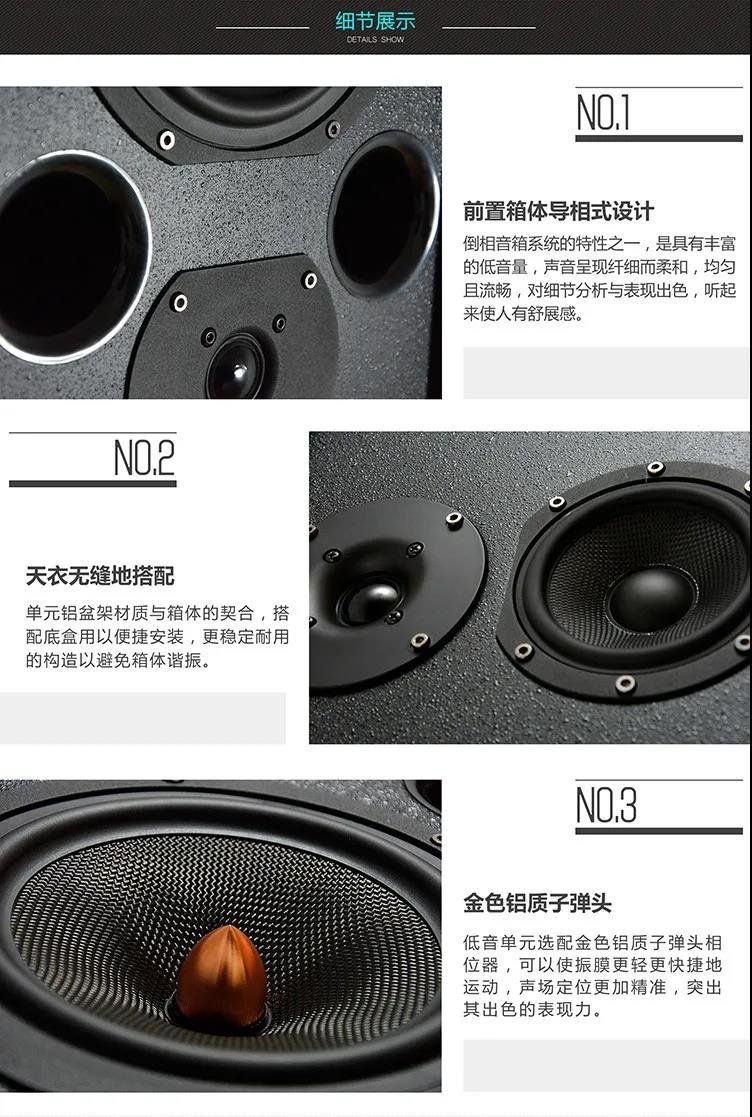 细节展示
DETAILS SHOW
NO.1
前置箱体导相式设计
倒相音箱系统的特性之一，是具有丰富
的低音量，声音呈现纤细而柔和，均匀
且流畅，对细节分析与表现出色，听起
来使人有舒展感。
NO.2
天衣无缝地搭配
单元铝盆架材质与箱体的契合，搭
配底盒用以便捷安装，更稳定耐用
的构造以避免箱体谐振。
NO.3
金色铝质子弹头
低音单元选配金色铝质子弹头相
位器，可以使振膜更轻更快捷地
运动，声场定位更加精准，突出
其出色的表现力。